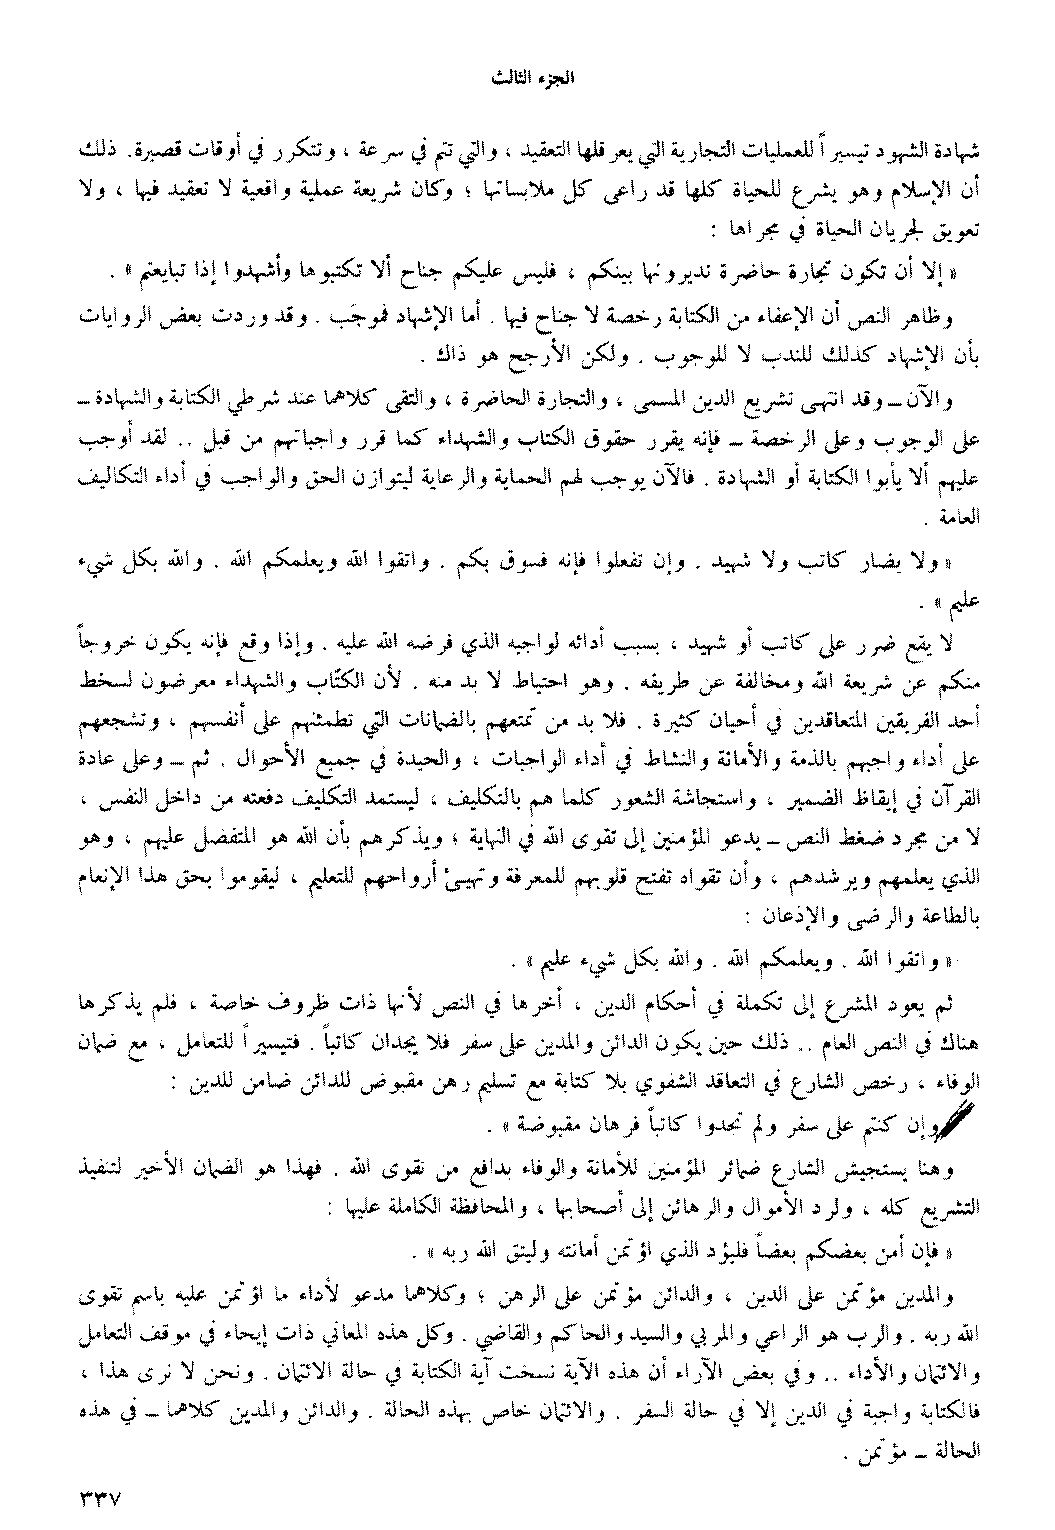 الجزء الثالث
شهادة الشهود تيسيراً للعمليات التجارية التي يعرقلها التعقيد ، والتي تتم في سرعة ، وتتكرر في أوقات قصيرة. ذلك
أن الإسلام وهو يشرع للحياة كلها قد راعى كل ملابساتها ؛ وكان شريعة عملية واقعية لا تعقيد فيها ، ولا
تعويق لجريان الحياة في مجراها :
« إلا أن تكون تجارة حاضرة تديرونها بينكم ، فليس عليكم جناح ألا تكتبوها وأشهدوا إذا تبايعتم » .
وظاهر النص أن الإعفاء من الكتابة رخصة لا جناح فيها . أما الإشهاد فموجَب . وقد وردت بعض الروايات
بأن الإشهاد كذلك للندب لا للوجوب . ولكن الأرجح هو ذاك .
والآن – وقد انتهى تشريع الدين المسمى ، والتجارة الحاضرة ، والتقى كلاهما عند شرطي الكتابة والشهادة –
على الوجوب وعلى الرخصة – فإنه يقرر حقوق الكتاب والشهداء كما قرر واجباتهم من قبل .. لقد أوجب
عليهم ألا يأبوا الكتابة أو الشهادة . فالآن يوجب لهم الحماية والرعاية ليتوازن الحق والواجب في أداء التكاليف
العامة .
« ولا يضار كاتب ولا شهيد . وإن تفعلوا فإنه فسوق بكم . واتقوا الله ويعلمكم الله . والله بكل شيء
عليم » .
لا يقع ضرر على كاتب أو شهيد ، بسبب أدائه لواجبه الذي فرضه الله عليه . وإذا وقع فإنه يكون خروجاً
منكم عن شريعة الله ومخالفة عن طريقه . وهو احتياط لا بد منه . لأن الكتّاب والشهداء معرضون لسخط
أحد الفريقين المتعاقدين في أحيان كثيرة . فلا بد من تمتعهم بالضمانات التي تطمئنهم على أنفسهم ، وتشجعهم
على أداء واجبهم بالذمة والأمانة والنشاط في أداء الواجبات ، والحيدة في جميع الأحوال . ثم – وعلى عادة
القرآن في إيقاظ الضمير ، واستجاشة الشعور كلما هم بالتكليف ، ليستمد التكليف دفعته من داخل النفس ،
لا من مجرد ضغط النص – يدعو المؤمنين إلى تقوى الله في النهاية ؛ ويذكرهم بأن الله هو المتفضل عليهم ، وهو
الذي يعلمهم ويرشدهم ، وأن تقواه تفتح قلوبهم للمعرفة وتهيئ أرواحهم للتعليم ، ليقوموا بحق هذا الإنعام
بالطاعة والرضى والإذعان :
« واتقوا الله . ويعلمكم الله . والله بكل شيء عليم » .
ثم يعود المشرع إلى تكملة في أحكام الدين ، أخرها في النص لأنها ذات ظروف خاصة ، فلم يذكرها
هناك في النص العام .. ذلك حين يكون الدائن والمدين على سفر فلا يجدان كاتباً . فتيسيراً للتعامل ، مع ضمان
الوفاء ، رخص الشارع في التعاقد الشفوي بلا كتابة مع تسليم رهن مقبوض للدائن ضامن للدين :
وإن كنتم على سفر ولم تجدوا كاتباً فرهان مقبوضة » .
وهنا يستجيش الشارع ضمائر المؤمنين للأمانة والوفاء بدافع من تقوى الله . فهذا هو الضمان الأخير لتنفيذ
التشريع كله ، ولرد الأموال والرهائن إلى أصحابها ، والمحافظة الكاملة عليها :
« فإن أمن بعضكم بعضاً فليؤد الذي اؤتمن أمانته وليتق الله ربه » .
والمدين مؤتمن على الدين ، والدائن مؤتمن على الرهن ؛ وكلاهما مدعو لأداء ما اؤتمن عليه باسم تقوى
الله ربه . والرب هو الراعي والمربي والسيد والحاكم والقاضي . وكل هذه المعاني ذات إيحاء في موقف التعامل
والائتمان والأداء .. وفي بعض الآراء أن هذه الآية نسخت آية الكتابة في حالة الائتمان . ونحن لا نرى هذا ،
فالكتابة واجبة في الدين إلا في حالة السفر . والائتمان خاص بهذه الحالة . والدائن والمدين كلاهما – في هذه
الحالة – مؤتمن .
٣٣٧